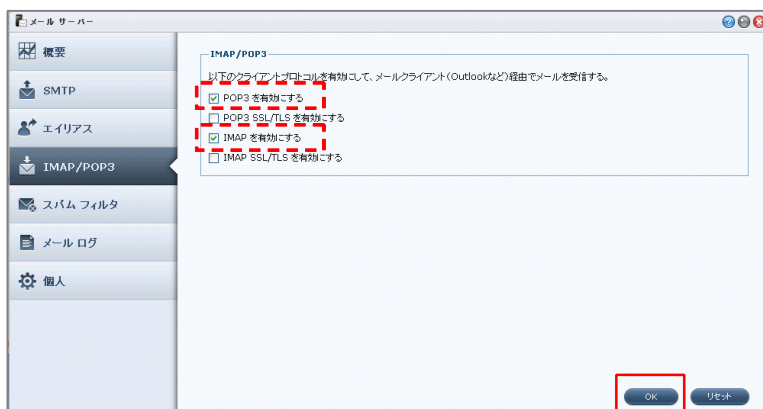 メール サーバー
概要
SMTP
エイリアス
IMAP/POP3
スパム フィルタ
メール ログ
個人
IMAP/POP3
以下のクライアントプロトコルを有効にして、メールクライアント(Outlookなど)経由でメールを受信する。
POP3 を有効にする
POP3 SSL/TLS を有効にする
IMAP を有効にする
IMAP SSL/TLS を有効にする
OK
リセット